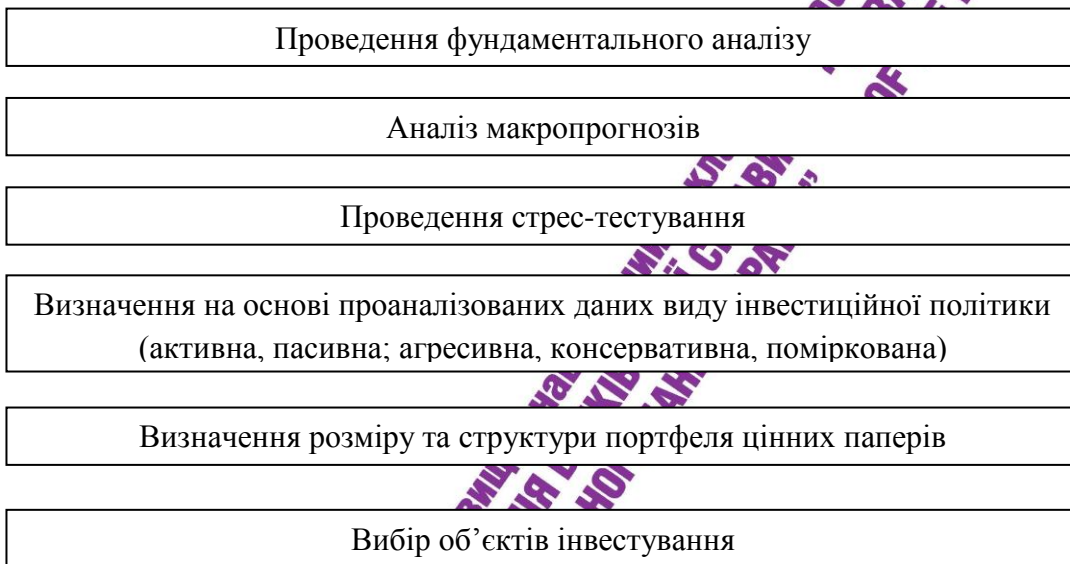 Проведення фундаментального аналізу
Аналіз макропрогнозів
Проведення стрес-тестування
Визначення на основі проаналізованих даних виду інвестиційної політики
(активна, пасивна; агресивна, консервативна, поміркована)
Визначення розміру та структури портфеля цінних паперів
Вибір об’єктів інвестування